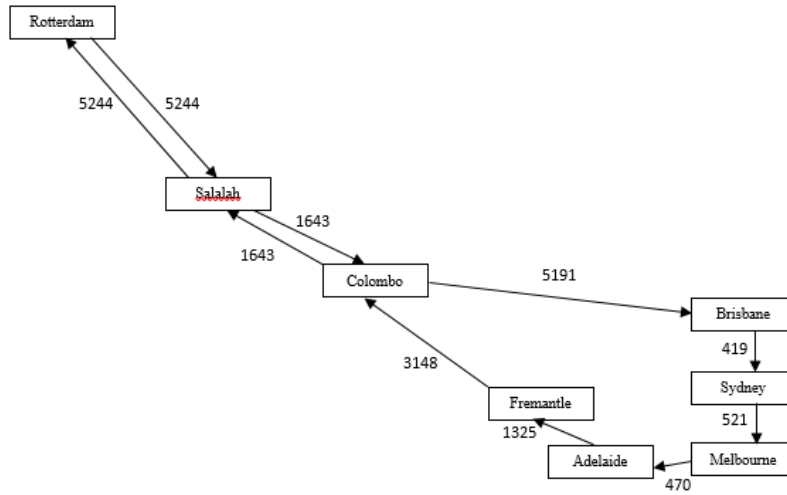 Rotterdam
5244
5244
Salalah
1643
1643
Colombo
5191
Brisbane
419
3148
Sydney
Fremantle
521
1325
Adelaide
Melbourne
470